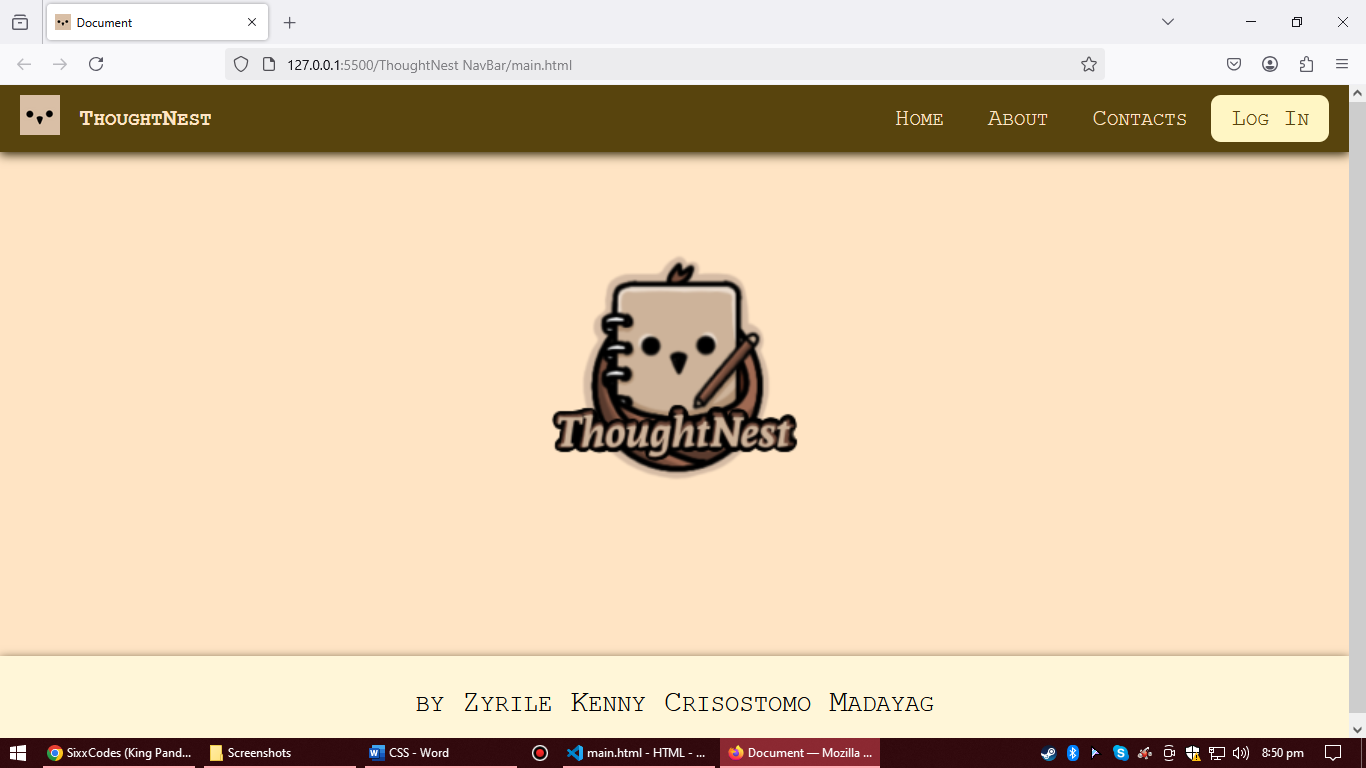 Document
127.0.0.1:5500/ThoughtNest NavBar/main.html
ThoughtNest
Home About Contacts Log In
ThoughtNest
by Zyrile Kenny Crisostomo Madayag
SixxCodes (King Pand... Screenshots CSS - Word main.html - HTML - ... Document — Mozilla ... 8:50 pm